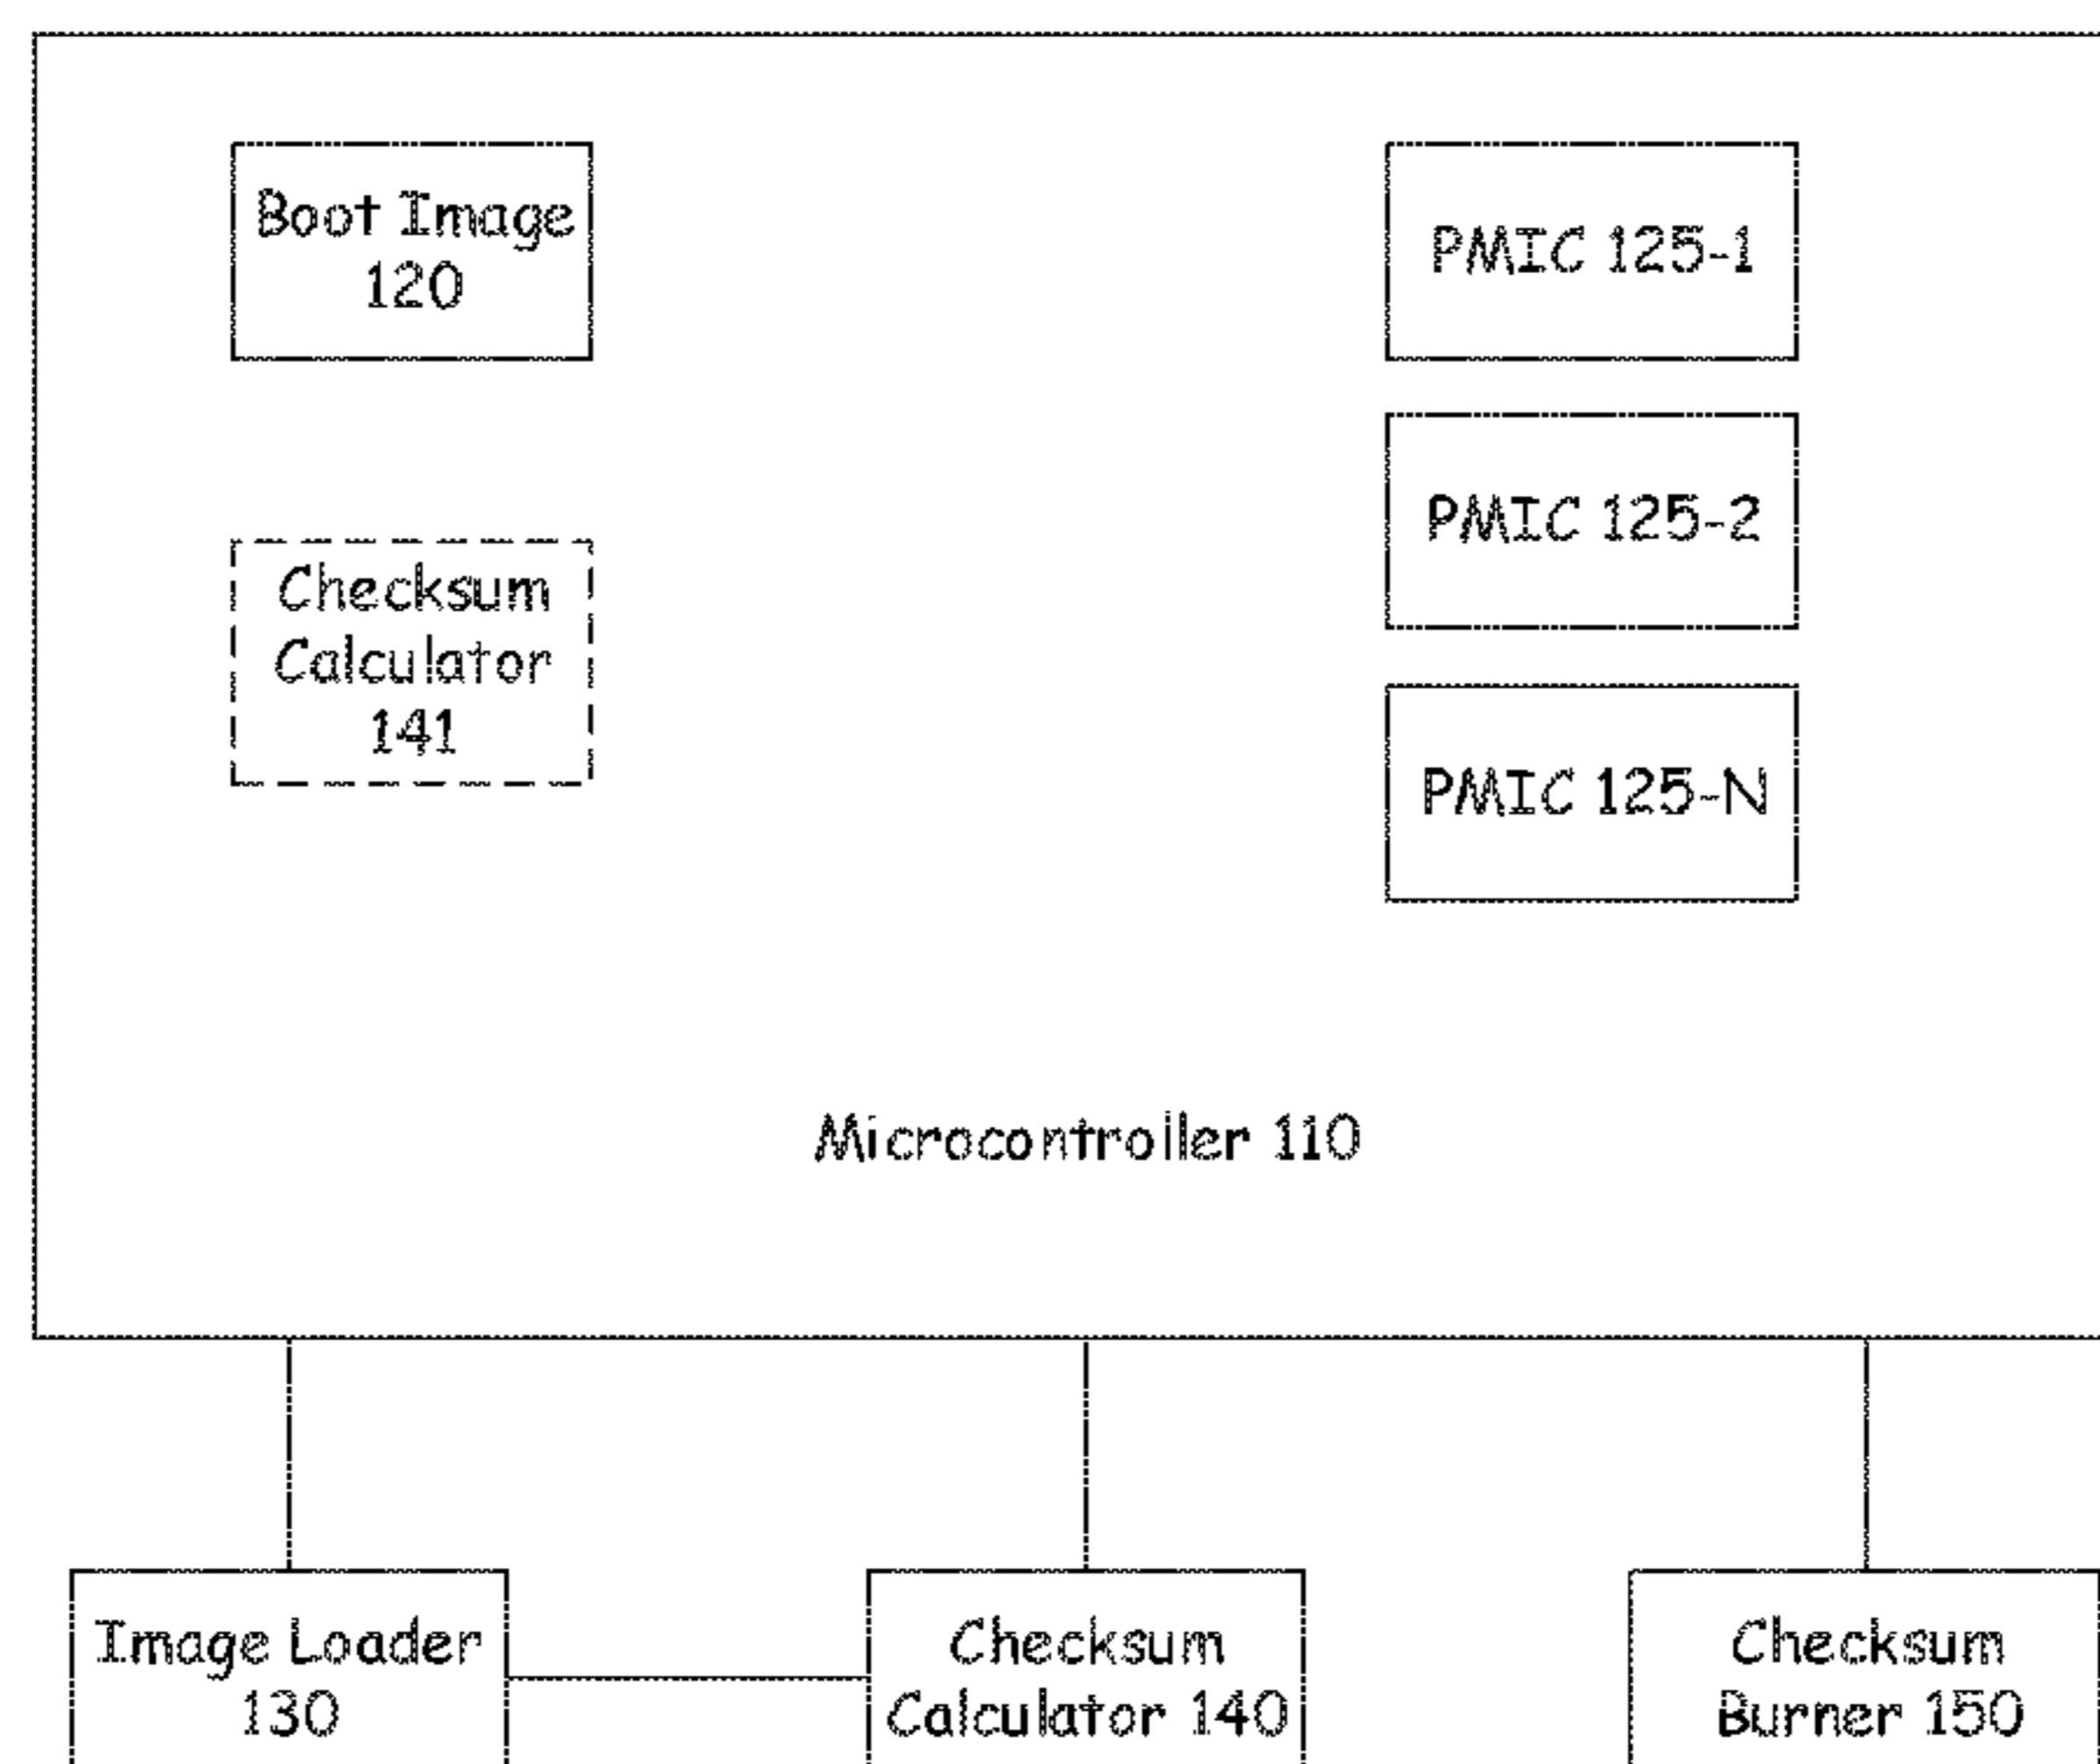 Boot Image
120
PMIC 125-1
PMIC 125-2
Checksum
Calculator
141
PMIC 125-N
Microcontroller 110
Image Loader
130
Checksum
Calculator 140
Checksum
Burner 150